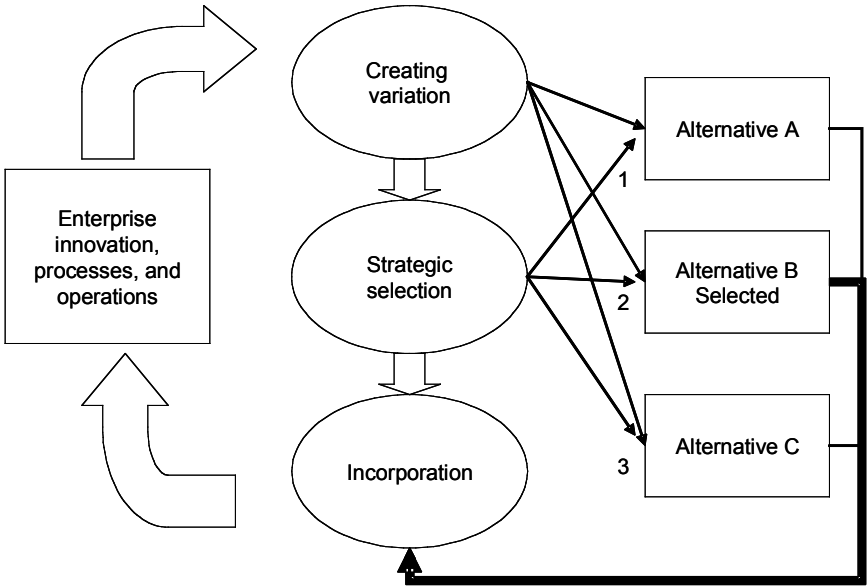 Creating
variation
Alternative A
1
Enterprise
innovation,
processes, and
operations
Strategic
selection
Alternative B
Selected
2
Alternative C
3
Incorporation